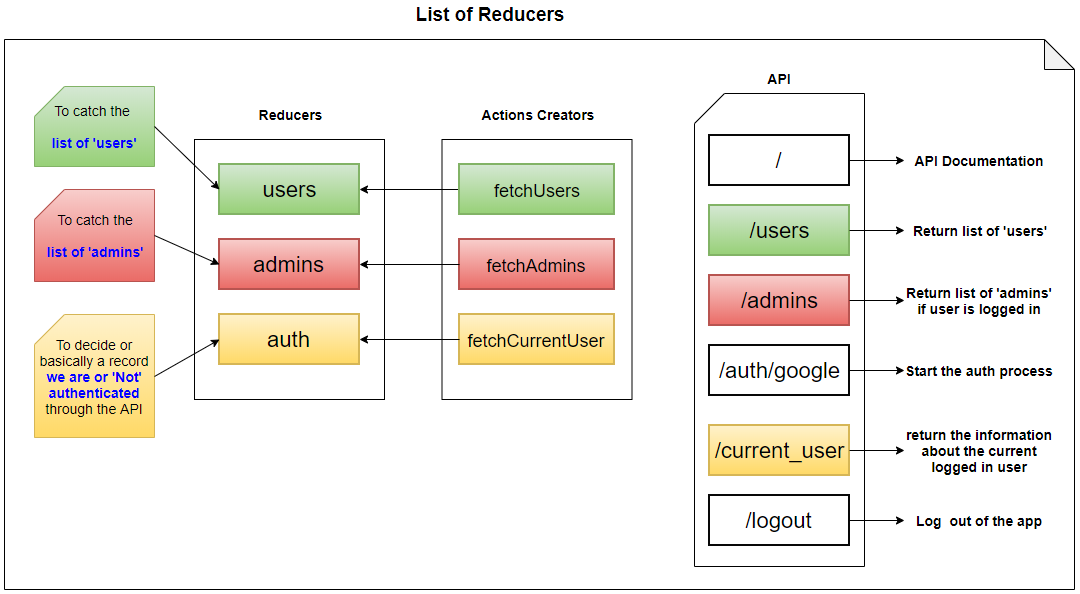 List of Reducers
To catch the
list of 'users'
To catch the
list of 'admins'
To decide or
basically a record
we are or 'Not'
authenticated
through the API
Reducers
users
admins
auth
Actions Creators
fetchUsers
fetchAdmins
fetchCurrentUser
API
/
API Documentation
/users
Return list of 'users'
/admins
Return list of 'admins'
if user is logged in
/auth/google
Start the auth process
/current_user
return the information
about the current
logged in user
/logout
Log out of the app